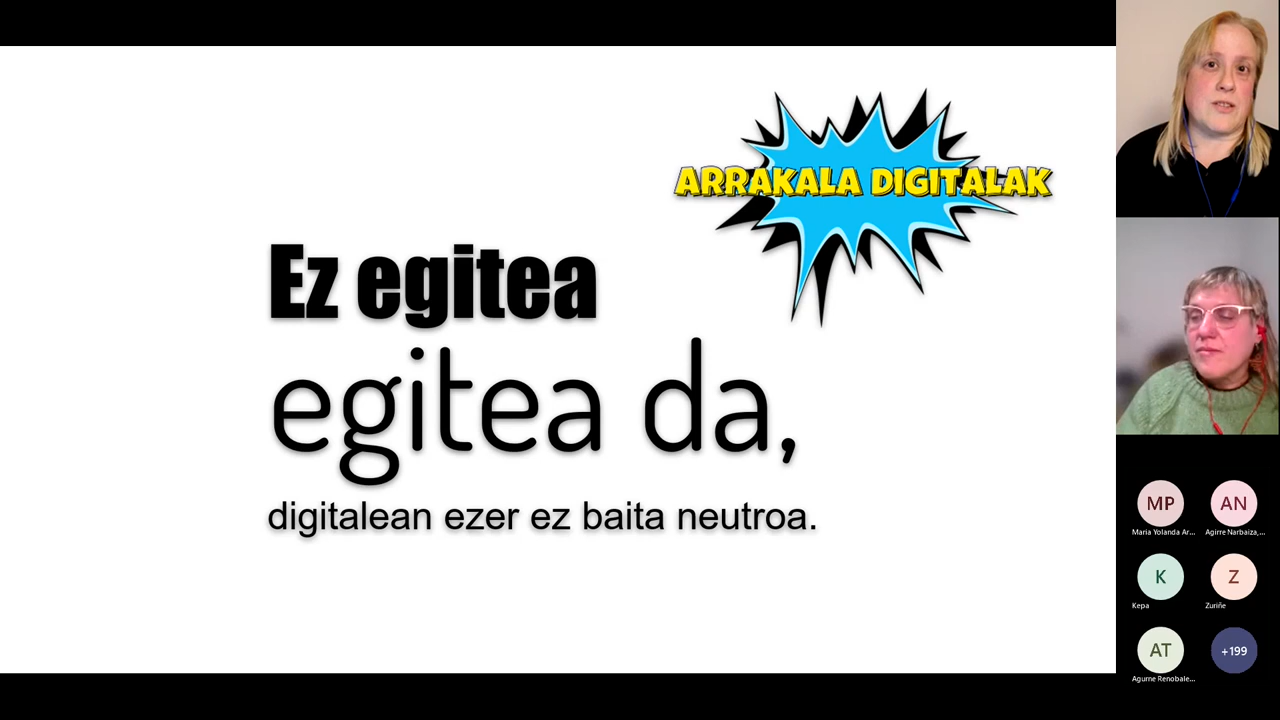 ARRAKALA DIGITALAK
Ez egitea
egitea da,
digitalean ezer ez baita neutroa.
MP
AN
Maria Yolanda Ar...
Agirre Narbaiza,...
K
Z
Kepa
Zuriñe
AT
+199
Agurne Renobale...